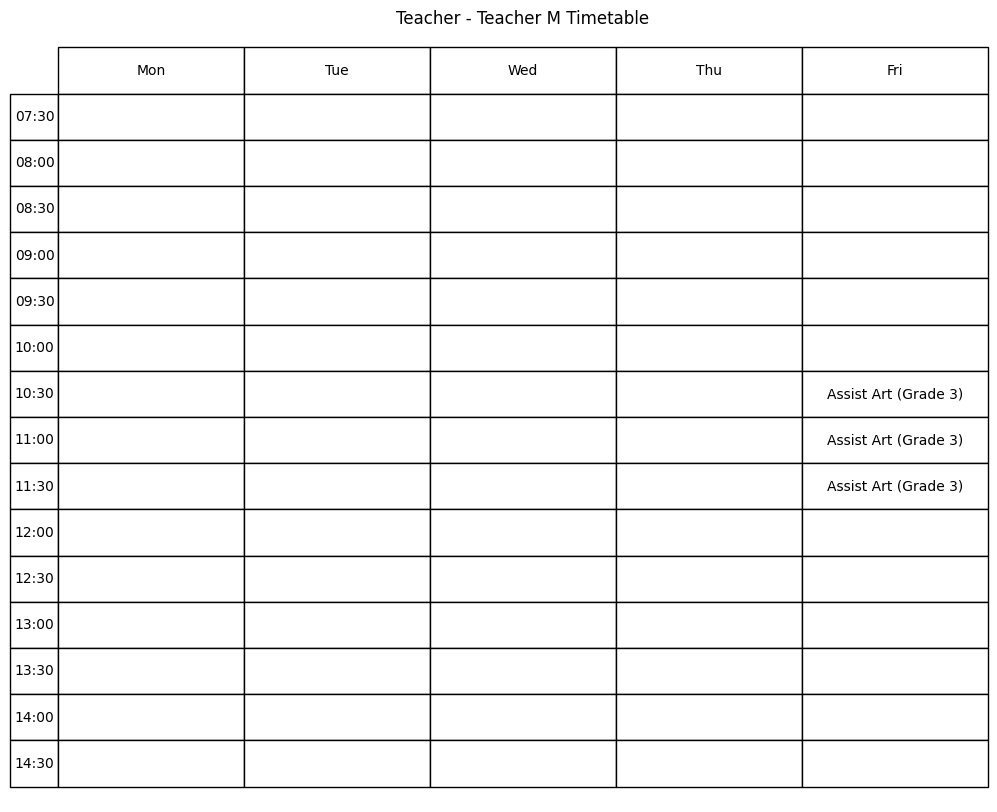 Teacher - Teacher M Timetable
Mon Tue Wed Thu Fri
07:30
08:00
08:30
09:00
09:30
10:00
10:30 Assist Art (Grade 3)
11:00 Assist Art (Grade 3)
11:30 Assist Art (Grade 3)
12:00
12:30
13:00
13:30
14:00
14:30